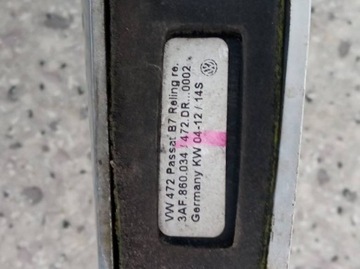 VW 472 Passat B7 Reling re.
3AF.860.034 / 472.DR...0002
Germany KW 04-12 / 14S